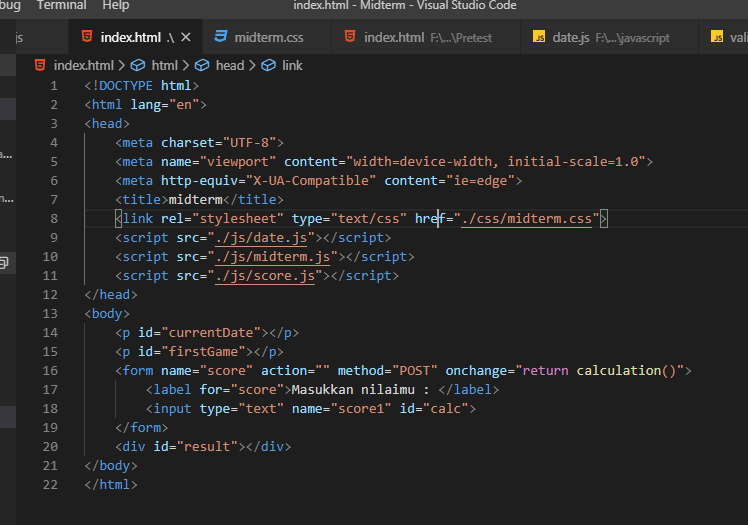 bug Terminal Help index.html - Midterm - Visual Studio Code
js index.html .\ midterm.css index.html F:\...\Pretest date.js F:\...\javascript vali
index.html > html > head > link
1 <!DOCTYPE html>
2 <html lang="en">
3 <head>
4 <meta charset="UTF-8">
5 <meta name="viewport" content="width=device-width, initial-scale=1.0">
6 <meta http-equiv="X-UA-Compatible" content="ie=edge">
7 <title>midterm</title>
8 <link rel="stylesheet" type="text/css" href="./css/midterm.css">
9 <script src="./js/date.js"></script>
10 <script src="./js/midterm.js"></script>
11 <script src="./js/score.js"></script>
12 </head>
13 <body>
14 <p id="currentDate"></p>
15 <p id="firstGame"></p>
16 <form name="score" action="" method="POST" onchange="return calculation()">
17 <label for="score">Masukkan nilaimu : </label>
18 <input type="text" name="score1" id="calc">
19 </form>
20 <div id="result"></div>
21 </body>
22 </html>
a...
n...